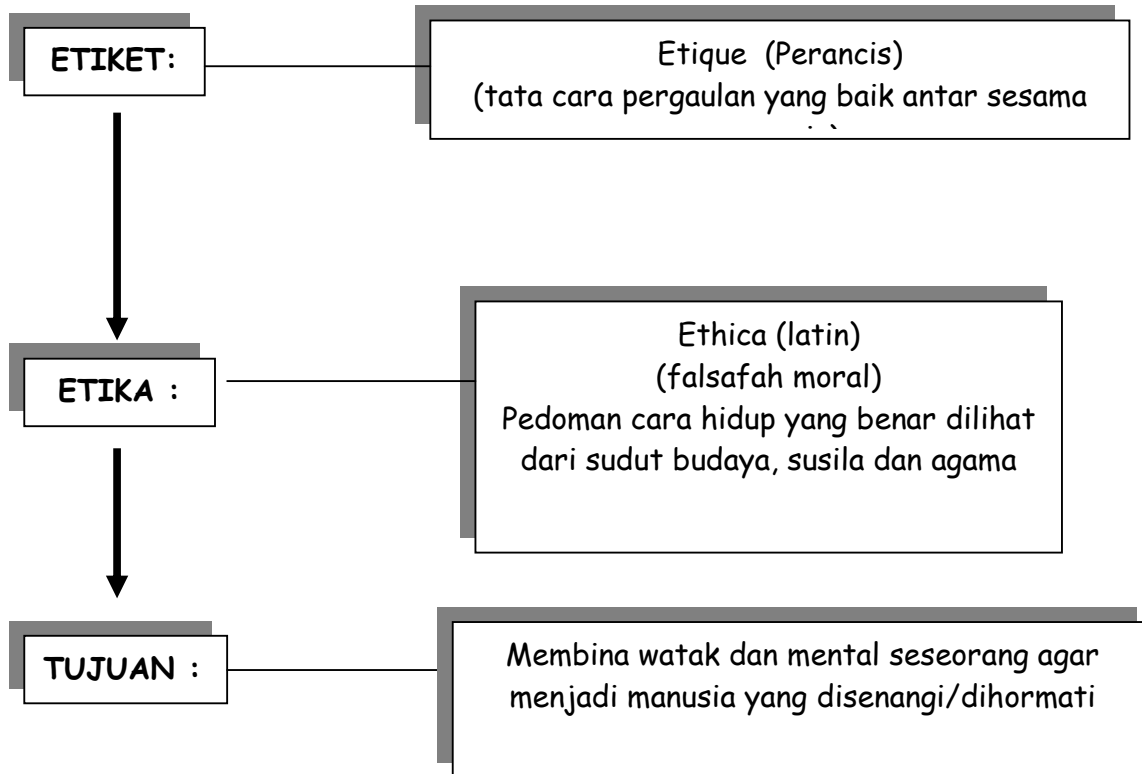 ETIKET:
Etique (Perancis)
(tata cara pergaulan yang baik antar sesama
ETIKA :
Ethica (latin)
(falsafah moral)
Pedoman cara hidup yang benar dilihat
dari sudut budaya, susila dan agama
TUJUAN :
Membina watak dan mental seseorang agar
menjadi manusia yang disenangi/dihormati